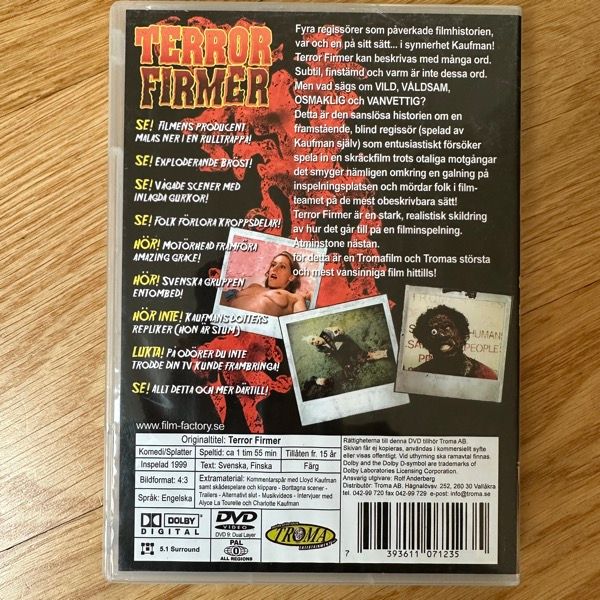 TERROR
FIRMER
SE! FILMENS PRODUCENT
MALAS NER I EN RULLTRAPPA!
SE! EXPLODERANDE BRÖST!
SE! VÅGADE SCENER MED
INLAGDA GURKOR!
SE! FOLK FÖRLORA KROPPSDELAR!
HÖR! MOTÖRHEAD FRAMFÖRA
AMAZING GRACE!
HÖR! SVENSKA GRUPPEN
ENTOMBED!
HÖR INTE! KAUFMANS DOTTERS
REPLIKER (HON ÄR STUM)
LUKTA! PÅ ODÖRER DU INTE
TRODDE DIN TV KUNDE FRAMBRINGA!
SE! ALLT DETTA OCH MER DÄRTILL!
Fyra regissörer som påverkade filmhistorien,
var och en på sitt sätt... i synnerhet Kaufman!
Terror Firmer kan beskrivas med många ord.
Subtil, finstämd och varm är inte dessa ord.
Men vad sägs om VILD, VÅLDSAM,
OSMAKLIG och VANVETTIG?
Detta är den sanslösa historien om en
framstående, blind regissör (spelad av
Kaufman själv) som entusiastiskt försöker
spela in en skräckfilm trots otaliga motgångar
det smyger nämligen omkring en galning på
inspelningsplatsen och mördar folk i film-
teamet på de mest obeskrivbara sätt!
Terror Firmer är en stark, realistisk skildring
av hur det går till på en filminspelning.
Åtminstone nästan.
för detta är en Tromafilm och Tromas största
och mest vansinniga film hittills!
HUMAN
PEOPLE
www.film-factory.se
Originaltitel: Terror Firmer
Komedi/Splatter Speltid: ca 1 tim 55 min Tillåten fr. 15 år
Inspelad 1999 Text: Svenska, Finska Färg
Bildformat: 4:3
Språk: Engelska
Extramaterial: Kommentarspår med Lloyd Kaufman
samt skådespelare och klippare - Borttagna scener -
Trailers - Alternativt slut - Musikvideos - Intervjuer med
Alyce La Tourelle och Charlotte Kaufman
Rättigheterna till denna DVD tillhör Troma AB.
Skivan får ej kopieras, användas i kommersiellt syfte
eller visas offentligt. Vid uthyrning ska ramavtal finnas.
Dolby and the Dolby D-symbol are trademarks of
Dolby Laboratories Licensing Corporation.
Ansvarig utgivare: Rolf Anderberg
Distributör: Troma AB, Hagnalövsv. 252, 260 30 Vallåkra
tel. 042-99 720 fax 042-99 729 e-post: info@troma.se
DOLBY
DIGITAL
5.1 Surround
DVD
VIDEO
DVD 9: Dual Layer
PAL
0
ALL REGIONS
TROMA
7 393611 071235